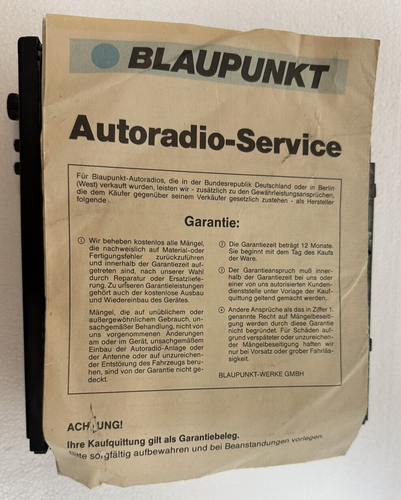 BLAUPUNKT
Autoradio-Service
Für Blaupunkt-Autoradios, die in der Bundesrepublik Deutschland oder in Berlin
(West) verkauft wurden, leisten wir - zusätzlich zu den Gewährleistungsansprüchen,
die dem Käufer gegenüber seinem Verkäufer gesetzlich zustehen - als Hersteller
folgende
Garantie:
① Wir beheben kostenlos alle Mängel,
die nachweislich auf Material-oder
Fertigungsfehler zurückzuführen
und innerhalb der Garantiezeit auf-
getreten sind, nach unserer Wahl
durch Reparatur oder Ersatzliefe-
rung. Zu unseren Garantieleistungen
gehört auch der kostenlose Ausbau
und Wiedereinbau des Gerätes.
Mängel, die auf unüblichem oder
außergewöhnlichem Gebrauch, un-
sachgemäßer Behandlung, nicht von
uns vorgenommenen Änderungen
am oder im Gerät, unsachgemäßem
Einbau der Autoradio-Anlage oder
der Antenne oder auf unzureichen-
der Entstörung des Fahrzeugs beru-
hen, sind von der Garantie nicht ge-
deckt.
② Die Garantiezeit beträgt 12 Monate.
Sie beginnt mit dem Tag des Kaufs
der Ware.
③ Der Garantieanspruch muß inner-
halb der Garantiezeit bei uns oder
einer von uns autorisierten Kunden-
dienststelle unter Vorlage der Kauf-
quittung geltend gemacht werden.
④ Andere Ansprüche als das in Ziffer 1.
genannte Recht auf Mängelbeseiti-
gung werden durch diese Garantie
nicht begründet. Für Schäden auf-
grund verspäteter oder unzureichen-
der Mängelbeseitigung haften wir
nur bei Vorsatz oder grober Fahrläs-
sigkeit.
BLAUPUNKT-WERKE GMBH
ACHTUNG!
Ihre Kaufquittung gilt als Garantiebeleg.
Bitte sorgfältig aufbewahren und bei Beanstandungen vorlegen.